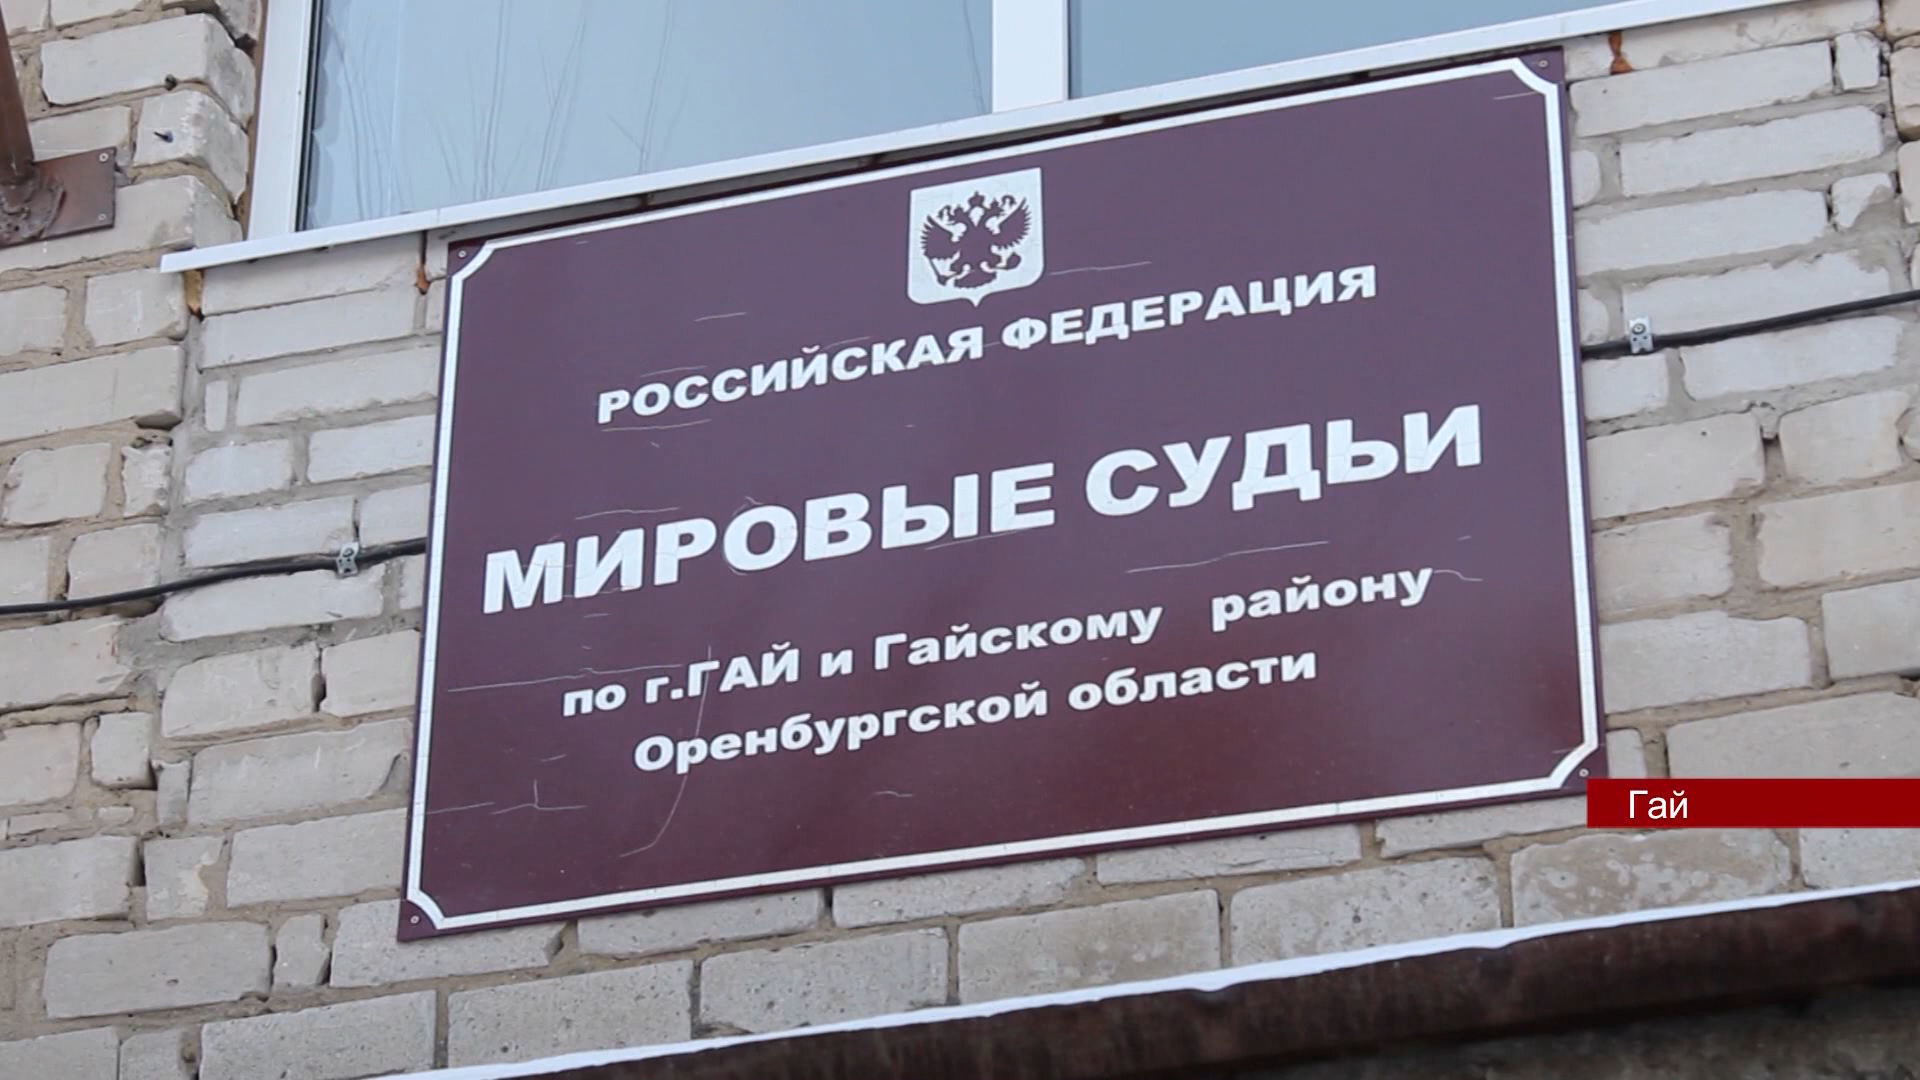 РОССИЙСКАЯ ФЕДЕРАЦИЯ
МИРОВЫЕ СУДЬИ
по г.ГАЙ и Гайскому району
Оренбургской области
Гай